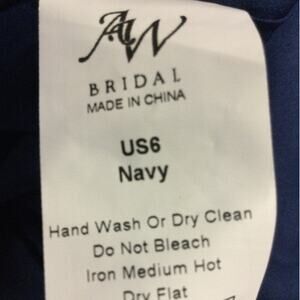 AW
BRIDAL
MADE IN CHINA
US6
Navy
Hand Wash Or Dry Clean
Do Not Bleach
Iron Medium Hot
Dry Flat